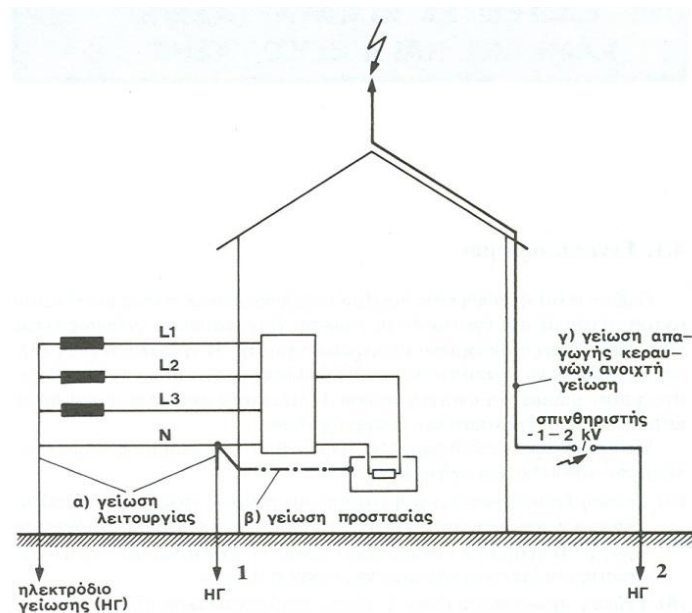 L1
L2
L3
N
α) γείωση
λειτουργίας
β) γείωση προστασίας
γ) γείωση απα-
γωγής κεραυ-
νών, ανοιχτή
γείωση
σπινθηριστής
-1-2 kV
1
2
ηλεκτρόδιο
γείωσης (ΗΓ)
ΗΓ
ΗΓ